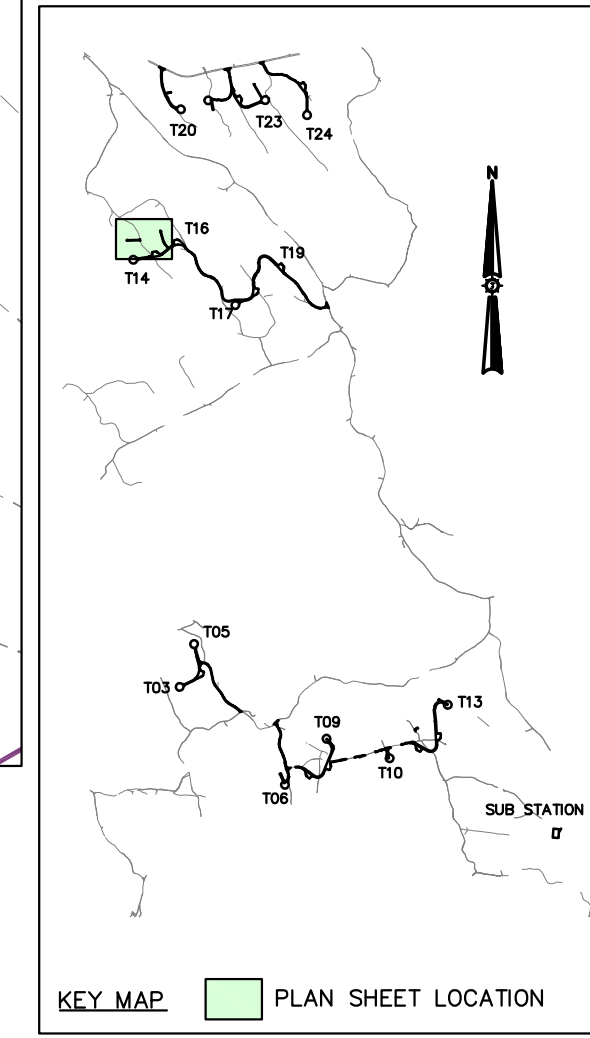 T20
T23
T24
N
T16
T14
T19
T17
T05
T03
T13
T09
T10
T06
SUB STATION
KEY MAP
PLAN SHEET LOCATION